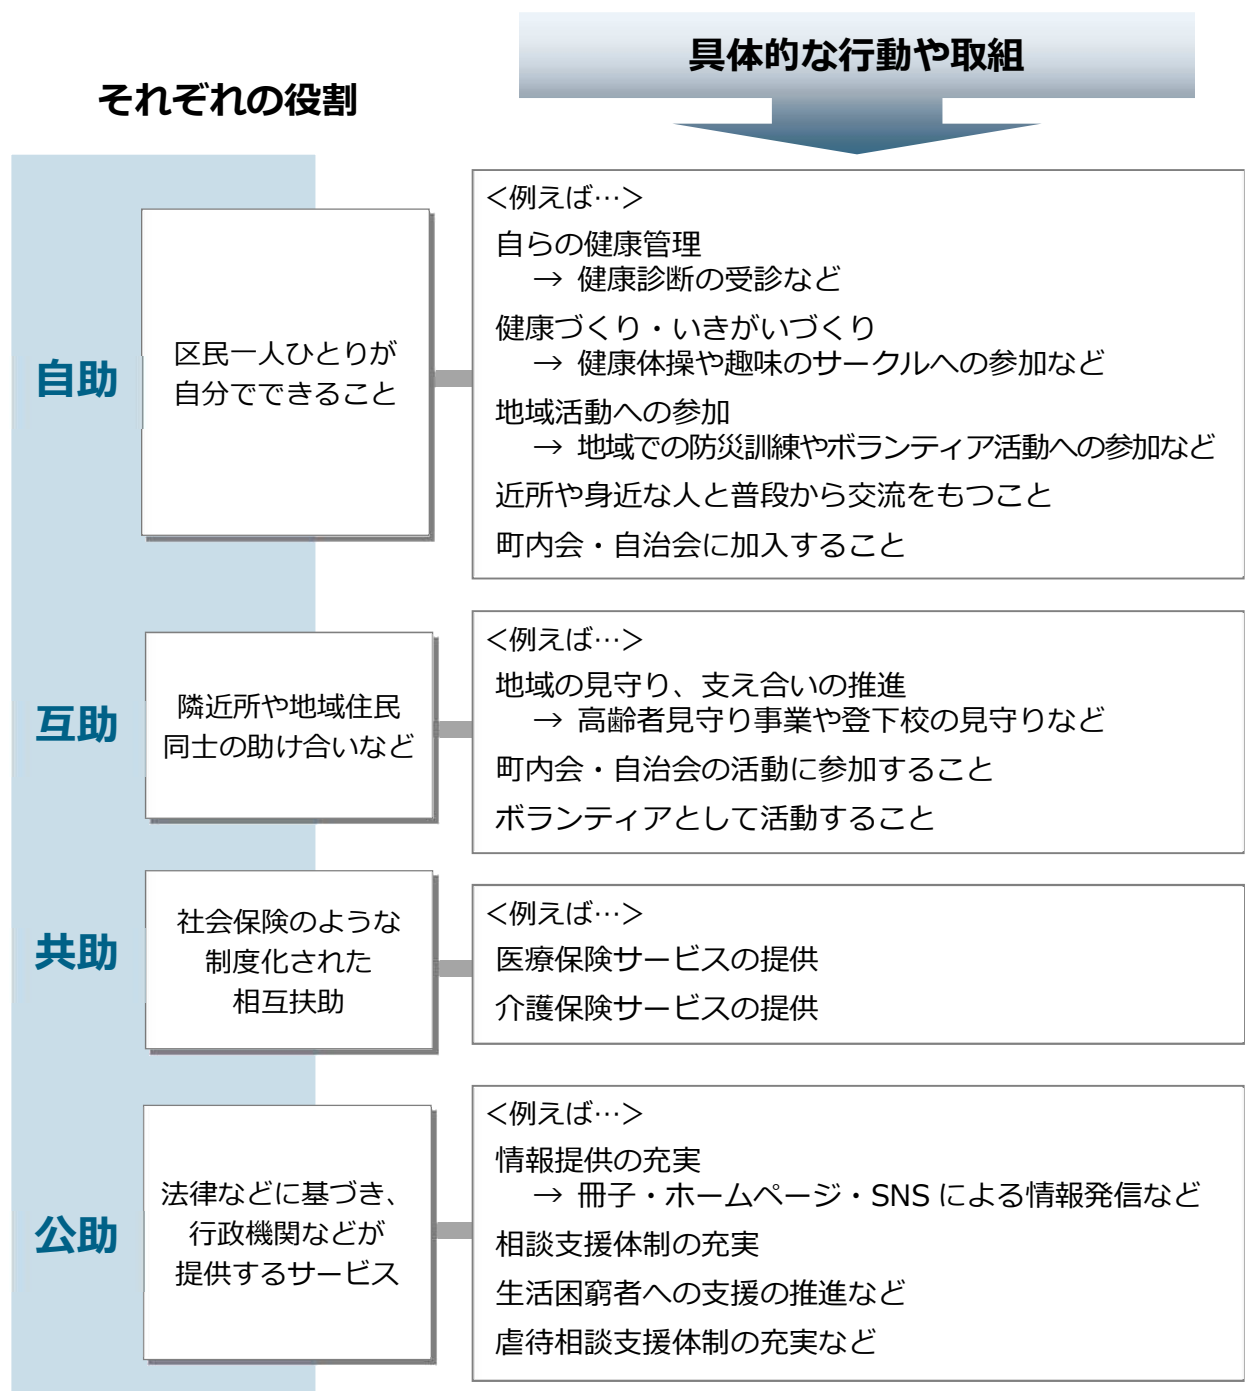 具体的な行動や取組
それぞれの役割
自助
区民一人ひとりが
自分でできること
<例えば…>
自らの健康管理
→ 健康診断の受診など
健康づくり・いきがいづくり
→ 健康体操や趣味のサークルへの参加など
地域活動への参加
→ 地域での防災訓練やボランティア活動への参加など
近所や身近な人と普段から交流をもつこと
町内会・自治会に加入すること
互助
隣近所や地域住民
同士の助け合いなど
<例えば…>
地域の見守り、支え合いの推進
→ 高齢者見守り事業や登下校の見守りなど
町内会・自治会の活動に参加すること
ボランティアとして活動すること
共助
社会保険のような
制度化された
相互扶助
<例えば…>
医療保険サービスの提供
介護保険サービスの提供
公助
法律などに基づき、
行政機関などが
提供するサービス
<例えば…>
情報提供の充実
→ 冊子・ホームページ・SNS による情報発信など
相談支援体制の充実
生活困窮者への支援の推進など
虐待相談支援体制の充実など